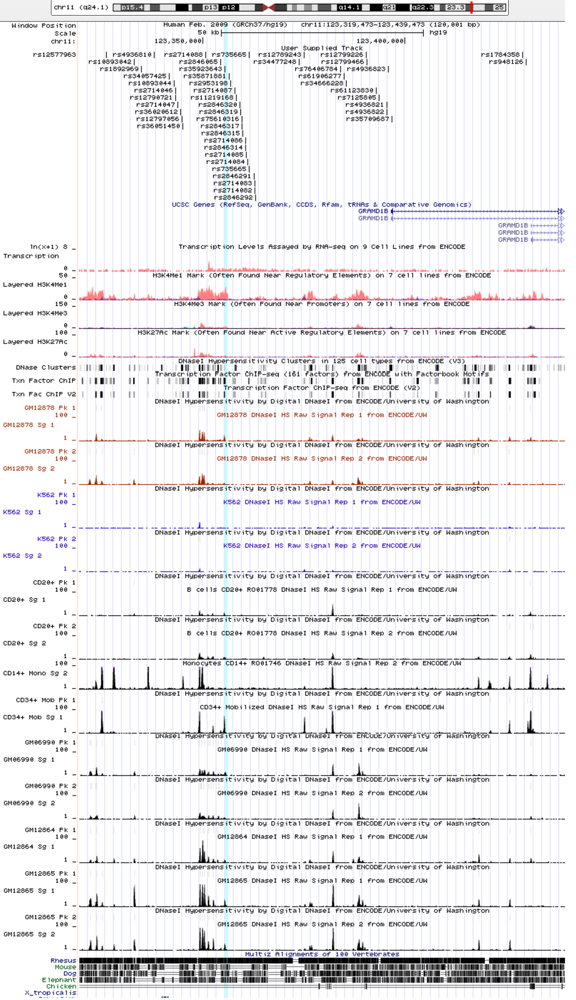 chr11 (q24.1) p15.4 p13 p12 q14.1 q21 q22.3 23.3 25
Window Position Human Feb. 2009 (GRCh37/hg19) chr11:123,319,473-123,439,473 (120,001 bp)
Scale 50 kb hg19
chr11: 123,350,000 123,400,000
User Supplied Track
rs12577963 rs4936810 rs2714088 rs735665 rs12789243 rs12799226 rs1784358
rs10893042 rs2846065 rs34477248 rs12799466 rs948126
rs1892969 rs35923643 rs76406784 rs4936823
rs34057425 rs35871881 rs61906277
rs10893044 rs2953198 rs34666228
rs2714046 rs2714087 rs61123830
rs12790721 rs11219168 rs7125805
rs2714047 rs2846320 rs4936821
rs36020612 rs2846319 rs4936822
rs12797056 rs75610316 rs35709687
rs36051450 rs2846317
rs2846315
rs2714086
rs2846314
rs2714085
rs2714084
rs735665
rs2846291
rs2714083
rs2714082
rs2846292
UCSC Genes (RefSeq, GenBank, CCDS, Rfam, tRNAs & Comparative Genomics)
GRAMD1B
GRAMD1B
GRAMD1B
GRAMD1B
GRAMD1B
ln(x+1) 8 Transcription Levels Assayed by RNA-seq on 9 Cell Lines from ENCODE
Transcription
0
50 H3K4Me1 Mark (Often Found Near Regulatory Elements) on 7 cell lines from ENCODE
Layered H3K4Me1
0
150 H3K4Me3 Mark (Often Found Near Promoters) on 7 cell lines from ENCODE
Layered H3K4Me3
0
100 H3K27Ac Mark (Often Found Near Active Regulatory Elements) on 7 cell lines from ENCODE
Layered H3K27Ac
0
DNaseI Hypersensitivity Clusters in 125 cell types from ENCODE (V3)
DNase Clusters
Transcription Factor ChIP-seq (161 factors) from ENCODE with Factorbook Motifs
Txn Factor ChIP
Transcription Factor ChIP-seq from ENCODE (V2)
Txn Fac ChIP V2
DNaseI Hypersensitivity by Digital DNaseI from ENCODE/University of Washington
GM12878 Pk 1
100 GM12878 DNaseI HS Raw Signal Rep 1 from ENCODE/UW
GM12878 Sg 1
1
DNaseI Hypersensitivity by Digital DNaseI from ENCODE/University of Washington
GM12878 Pk 2
100 GM12878 DNaseI HS Raw Signal Rep 2 from ENCODE/UW
GM12878 Sg 2
1
DNaseI Hypersensitivity by Digital DNaseI from ENCODE/University of Washington
K562 Pk 1
100 K562 DNaseI HS Raw Signal Rep 1 from ENCODE/UW
K562 Sg 1
1
DNaseI Hypersensitivity by Digital DNaseI from ENCODE/University of Washington
K562 Pk 2
100 K562 DNaseI HS Raw Signal Rep 2 from ENCODE/UW
K562 Sg 2
1
DNaseI Hypersensitivity by Digital DNaseI from ENCODE/University of Washington
CD20+ Pk 1
100 B cells CD20+ RO01778 DNaseI HS Raw Signal Rep 1 from ENCODE/UW
CD20+ Sg 1
1
DNaseI Hypersensitivity by Digital DNaseI from ENCODE/University of Washington
CD20+ Pk 2
100 B cells CD20+ RO01778 DNaseI HS Raw Signal Rep 2 from ENCODE/UW
CD20+ Sg 2
1
100 Monocytes CD14+ RO01746 DNaseI HS Raw Signal Rep 2 from ENCODE/UW
CD14+ Mono Sg 2
1
DNaseI Hypersensitivity by Digital DNaseI from ENCODE/University of Washington
CD34+ Mob Pk 1
100 CD34+ Mobilized DNaseI HS Raw Signal Rep 1 from ENCODE/UW
CD34+ Mob Sg 1
1
DNaseI Hypersensitivity by Digital DNaseI from ENCODE/University of Washington
GM06990 Pk 1
100 GM06990 DNaseI HS Raw Signal Rep 1 from ENCODE/UW
GM06990 Sg 1
1
DNaseI Hypersensitivity by Digital DNaseI from ENCODE/University of Washington
GM06990 Pk 2
100 GM06990 DNaseI HS Raw Signal Rep 2 from ENCODE/UW
GM06990 Sg 2
1
DNaseI Hypersensitivity by Digital DNaseI from ENCODE/University of Washington
GM12864 Pk 1
100 GM12864 DNaseI HS Raw Signal Rep 1 from ENCODE/UW
GM12864 Sg 1
1
DNaseI Hypersensitivity by Digital DNaseI from ENCODE/University of Washington
GM12865 Pk 1
100 GM12865 DNaseI HS Raw Signal Rep 1 from ENCODE/UW
GM12865 Sg 1
1
DNaseI Hypersensitivity by Digital DNaseI from ENCODE/University of Washington
GM12865 Pk 2
100 GM12865 DNaseI HS Raw Signal Rep 2 from ENCODE/UW
GM12865 Sg 2
1
Multiz Alignments of 100 Vertebrates
Rhesus
Mouse
Dog
Elephant
Chicken
X_tropicalis